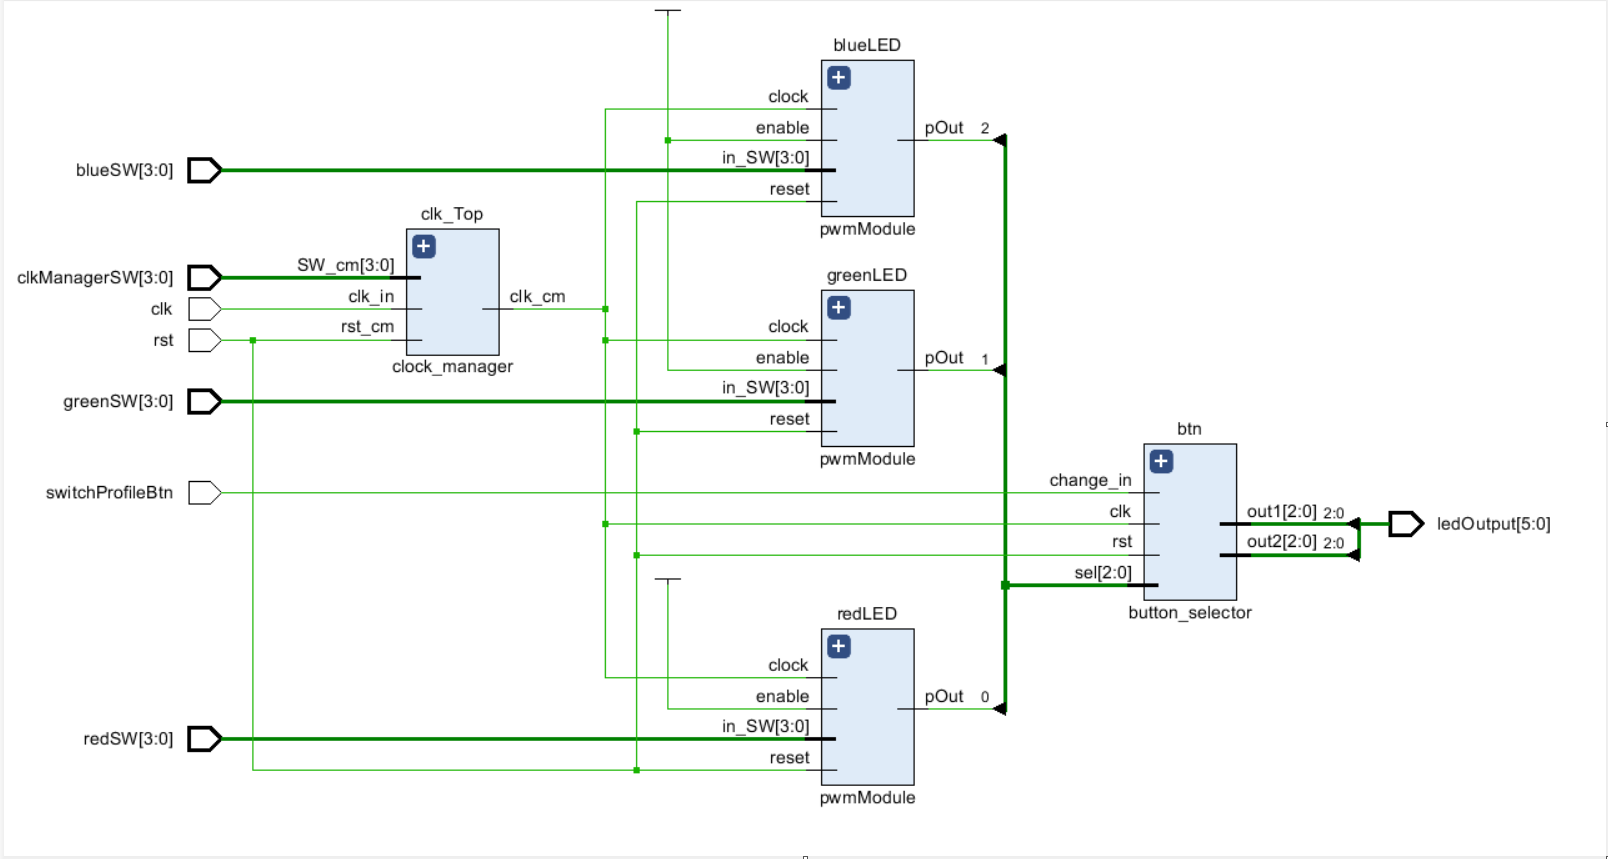 blueLED
clock
enable
in_SW[3:0]
reset
pOut 2
pwmModule
blueSW[3:0]
clk_Top
SW_cm[3:0]
clk_in
rst_cm
clk_cm
clock_manager
clkManagerSW[3:0]
clk
rst
greenLED
clock
enable
in_SW[3:0]
reset
pOut 1
pwmModule
greenSW[3:0]
switchProfileBtn
btn
change_in
clk
rst
sel[2:0]
out1[2:0] 2:0
out2[2:0] 2:0
button_selector
ledOutput[5:0]
redLED
clock
enable
in_SW[3:0]
reset
pOut 0
pwmModule
redSW[3:0]